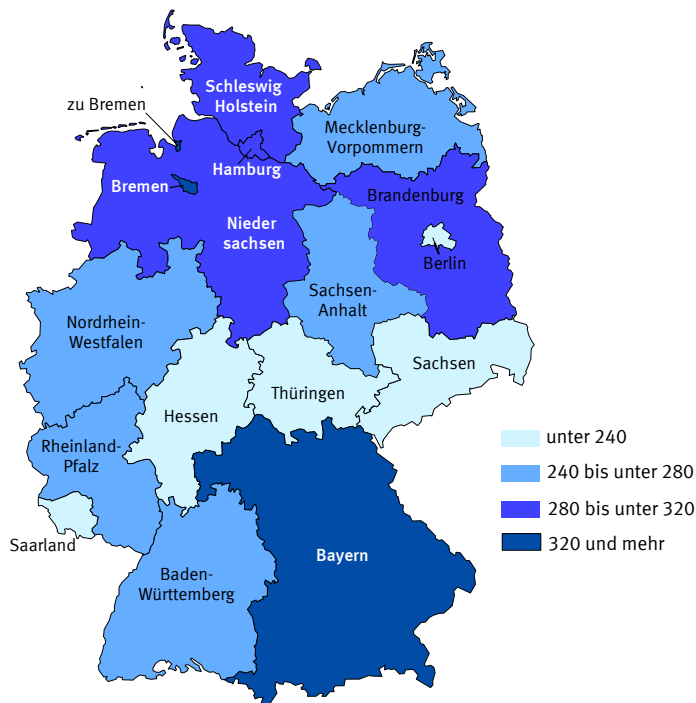 Schleswig
Holstein
zu Bremen
Mecklenburg-
Vorpommern
Hamburg
Bremen
Brandenburg
Nieder
sachsen
Berlin
Sachsen-
Anhalt
Nordrhein-
Westfalen
Sachsen
Thüringen
Hessen
Rheinland-
Pfalz
Saarland
Bayern
Baden-
Württemberg
unter 240
240 bis unter 280
280 bis unter 320
320 und mehr